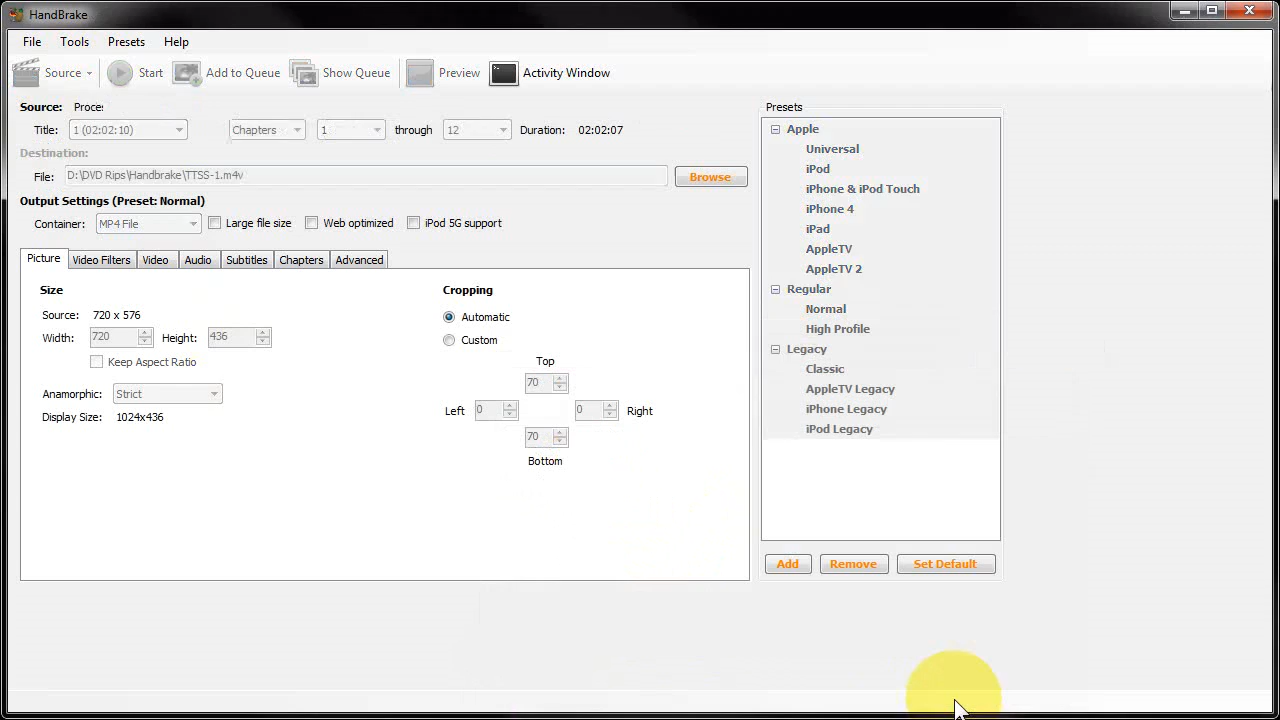 HandBrake
File Tools Presets Help
Source Start Add to Queue Show Queue Preview Activity Window
Source: Proces
Title: 1 (02:02:10) Chapters 1 through 12 Duration: 02:02:07
Destination:
File: D:\DVD Rips\Handbrake\TTSS-1.m4v Browse
Output Settings (Preset: Normal)
Container: MP4 File Large file size Web optimized iPod 5G support
Picture Video Filters Video Audio Subtitles Chapters Advanced
Size
Source: 720 x 576
Width: 720 Height: 436
Keep Aspect Ratio
Anamorphic: Strict
Display Size: 1024x436
Cropping
Automatic
Custom
Top
70
Left 0 0 Right
70
Bottom
Presets
Apple
Universal
iPod
iPhone & iPod Touch
iPhone 4
iPad
AppleTV
AppleTV 2
Regular
Normal
High Profile
Legacy
Classic
AppleTV Legacy
iPhone Legacy
iPod Legacy
Add Remove Set Default